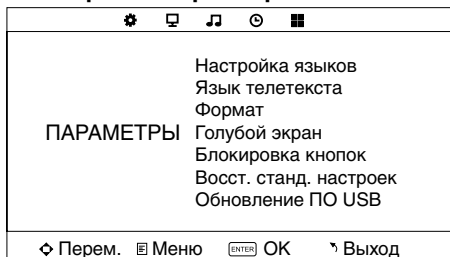 Настройка языков
Язык телетекста
Формат
ПАРАМЕТРЫ Голубой экран
Блокировка кнопок
Восст. станд. настроек
Обновление ПО USB
Перем. Меню ENTER OK Выход